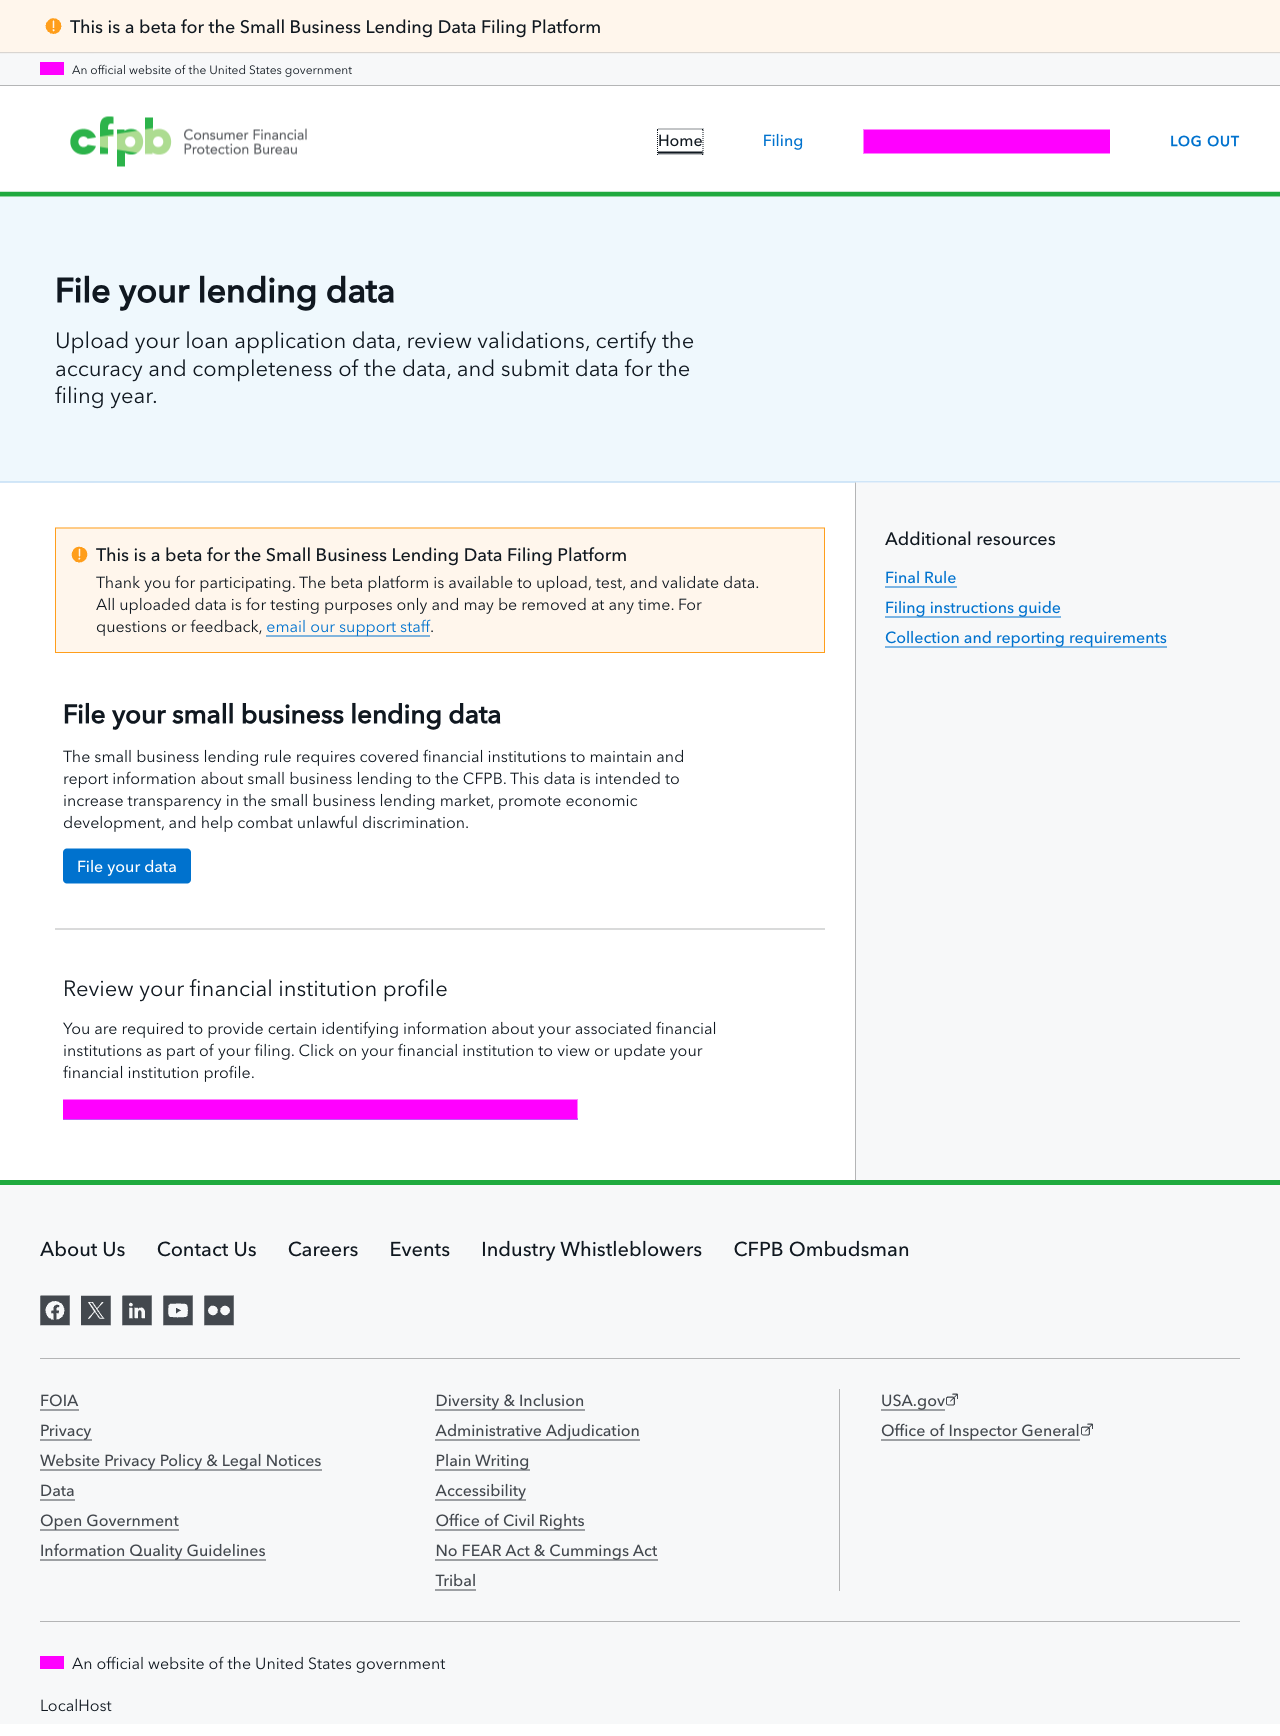 This is a beta for the Small Business Lending Data Filing Platform
An official website of the United States government
cfpb Consumer Financial
Protection Bureau
Home
Filing
LOG OUT
File your lending data
Upload your loan application data, review validations, certify the
accuracy and completeness of the data, and submit data for the
filing year.
This is a beta for the Small Business Lending Data Filing Platform
Thank you for participating. The beta platform is available to upload, test, and validate data.
All uploaded data is for testing purposes only and may be removed at any time. For
questions or feedback, email our support staff.
File your small business lending data
The small business lending rule requires covered financial institutions to maintain and
report information about small business lending to the CFPB. This data is intended to
increase transparency in the small business lending market, promote economic
development, and help combat unlawful discrimination.
File your data
Review your financial institution profile
You are required to provide certain identifying information about your associated financial
institutions as part of your filing. Click on your financial institution to view or update your
financial institution profile.
Additional resources
Final Rule
Filing instructions guide
Collection and reporting requirements
About Us
Contact Us
Careers
Events
Industry Whistleblowers
CFPB Ombudsman
FOIA
Privacy
Website Privacy Policy & Legal Notices
Data
Open Government
Information Quality Guidelines
Diversity & Inclusion
Administrative Adjudication
Plain Writing
Accessibility
Office of Civil Rights
No FEAR Act & Cummings Act
Tribal
USA.gov
Office of Inspector General
An official website of the United States government
LocalHost